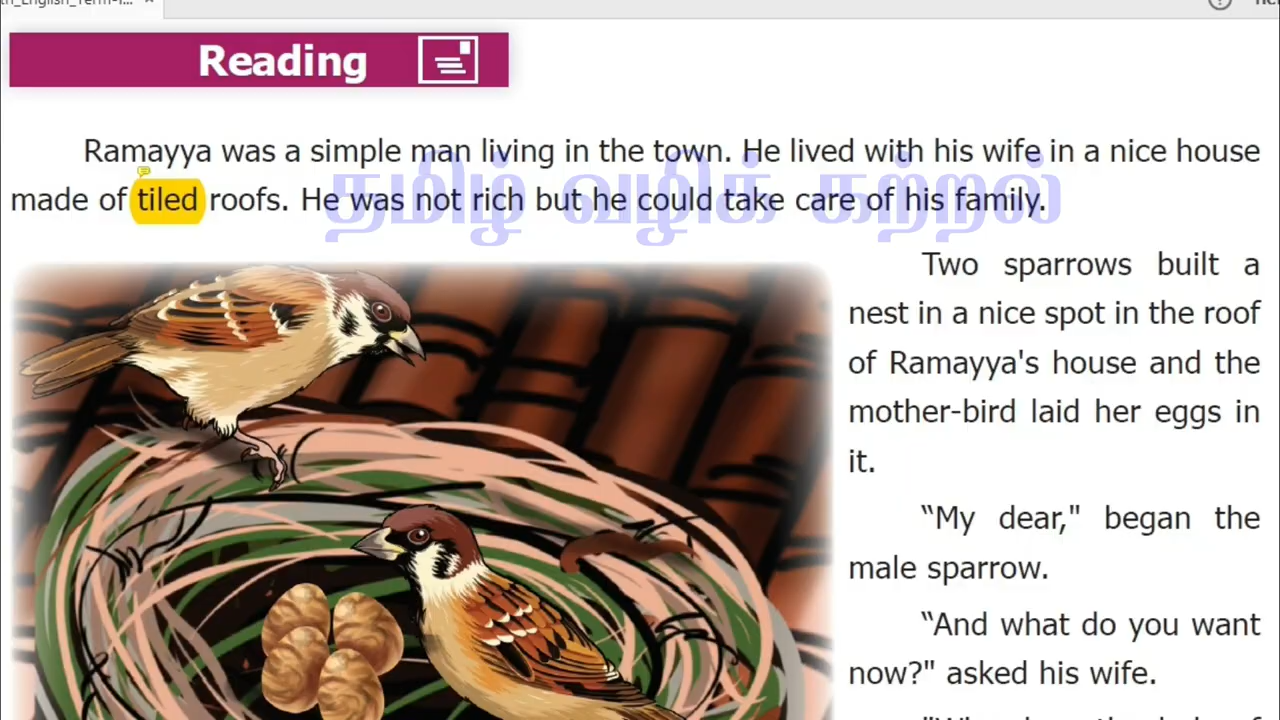 Reading
Ramayya was a simple man living in the town. He lived with his wife in a nice house
made of tiled roofs. He was not rich but he could take care of his family.
தமிழ் வழிக் கற்றல்
Two sparrows built a
nest in a nice spot in the roof
of Ramayya's house and the
mother-bird laid her eggs in
it.
“My dear," began the
male sparrow.
“And what do you want
now?" asked his wife.